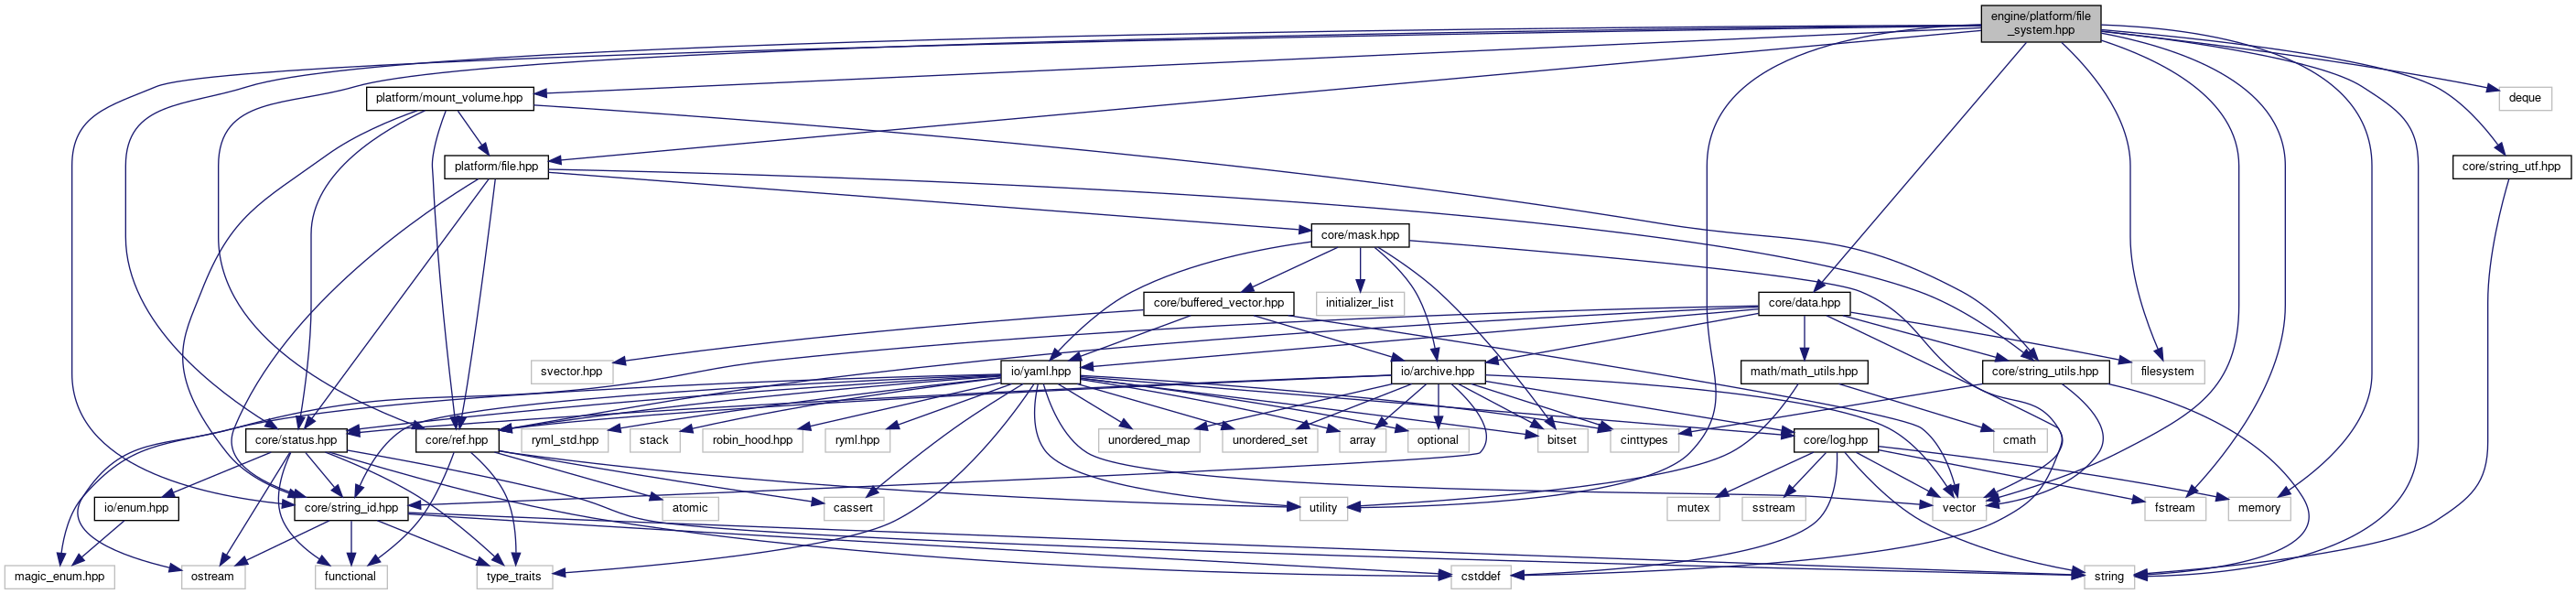 engine/platform/file
_system.hpp
platform/mount_volume.hpp
deque
platform/file.hpp
core/string_utf.hpp
core/mask.hpp
core/buffered_vector.hpp
initializer_list
core/data.hpp
svector.hpp
io/yaml.hpp
io/archive.hpp
math/math_utils.hpp
core/string_utils.hpp
filesystem
core/status.hpp
core/ref.hpp
ryml_std.hpp
stack
robin_hood.hpp
ryml.hpp
unordered_map
unordered_set
array
optional
bitset
cinttypes
core/log.hpp
cmath
io/enum.hpp
core/string_id.hpp
atomic
cassert
utility
mutex
sstream
vector
fstream
memory
magic_enum.hpp
ostream
functional
type_traits
cstddef
string